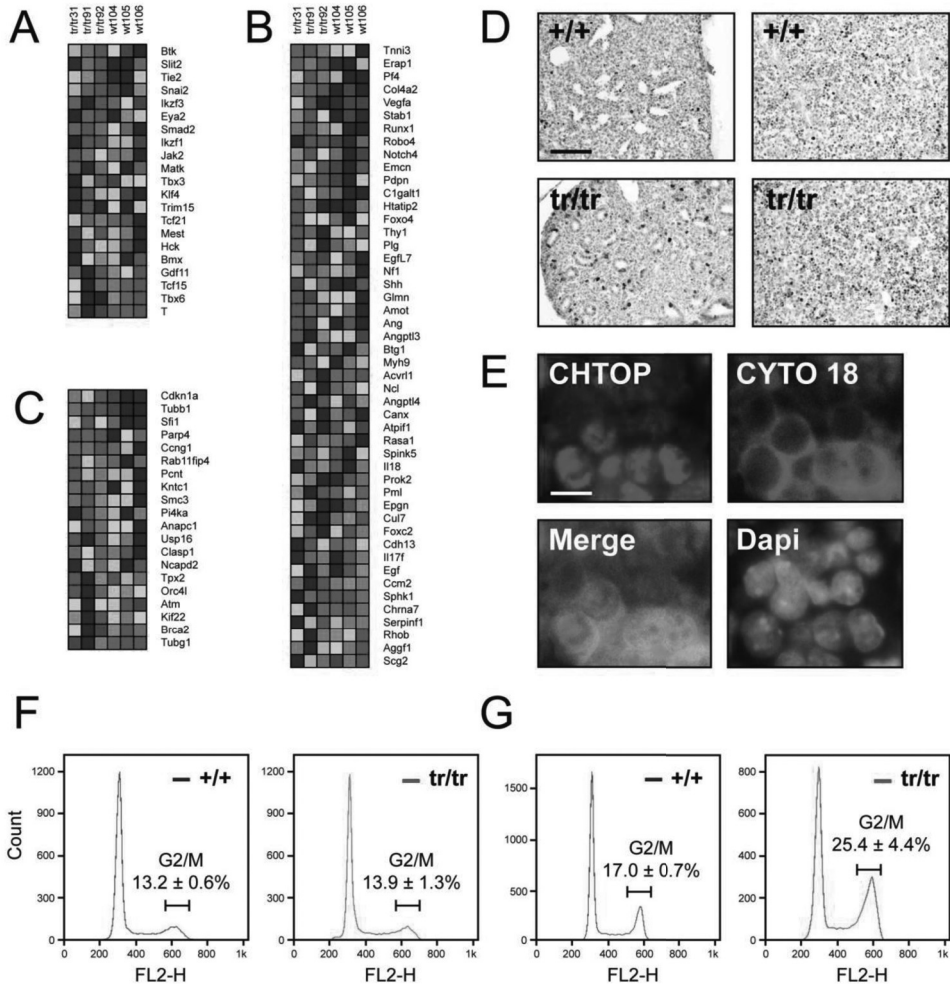 A
tr/tr31 tr/tr91 tr/tr92 wt104 wt105 wt106
Btk
Slit2
Tie2
Snai2
Ikzf3
Eya2
Smad2
Ikzf1
Jak2
Matk
Tbx3
Klf4
Trim15
Tcf21
Mest
Hck
Bmx
Gdf11
Tcf15
Tbx6
T
B
tr/tr31 tr/tr91 tr/tr92 wt104 wt105 wt106
Tnni3
Erap1
Pf4
Col4a2
Vegfa
Stab1
Runx1
Robo4
Notch4
Emcn
Pdpn
C1galt1
Htatip2
Foxo4
Thy1
Plg
EgfL7
Nf1
Shh
Glmn
Amot
Ang
Angptl3
Btg1
Myh9
Acvrl1
Ncl
Angptl4
Canx
Atpif1
Rasa1
Spink5
Il18
Prok2
Pml
Epgn
Cul7
Foxc2
Cdh13
Il17f
Egf
Ccm2
Sphk1
Chrna7
Serpinf1
Rhob
Aggf1
Scg2
C
Cdkn1a
Tubb1
Sfi1
Parp4
Ccng1
Rab11fip4
Pcnt
Kntc1
Smc3
Pi4ka
Anapc1
Usp16
Clasp1
Ncapd2
Tpx2
Orc4l
Atm
Kif22
Brca2
Tubg1
D
+/+ +/+
tr/tr tr/tr
E
CHTOP CYTO 18
Merge Dapi
F
Count
1200
900
600
300
0
+/+
G2/M
13.2 ± 0.6%
0 200 400 600 800 1k
FL2-H
1200
900
600
300
0
tr/tr
G2/M
13.9 ± 1.3%
0 200 400 600 800 1k
FL2-H
G
1500
1000
500
0
+/+
G2/M
17.0 ± 0.7%
0 200 400 600 800 1k
FL2-H
800
600
400
200
0
tr/tr
G2/M
25.4 ± 4.4%
0 200 400 600 800 1k
FL2-H